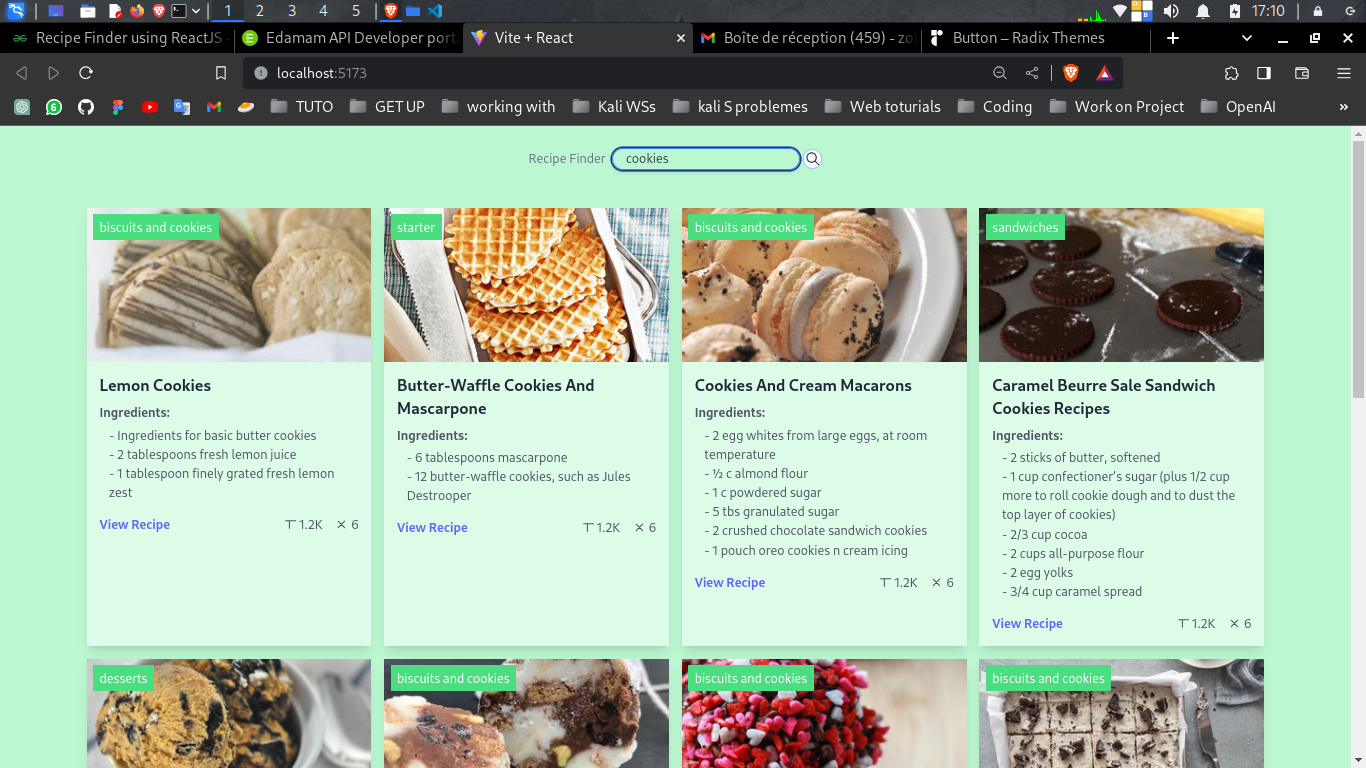 1 2 3 4 5 17:10
Recipe Finder using ReactJS - Edamam API Developer port Vite + React Boîte de réception (459) - zo Button – Radix Themes
localhost:5173
6 TUTO GET UP working with Kali WSs kali S problemes Web toturials Coding Work on Project OpenAI »
Recipe Finder cookies
biscuits and cookies
Lemon Cookies
Ingredients:
- Ingredients for basic butter cookies
- 2 tablespoons fresh lemon juice
- 1 tablespoon finely grated fresh lemon
zest
View Recipe 1.2K 6
starter
Butter-Waffle Cookies And
Mascarpone
Ingredients:
- 6 tablespoons mascarpone
- 12 butter-waffle cookies, such as Jules
Destrooper
View Recipe 1.2K 6
biscuits and cookies
Cookies And Cream Macarons
Ingredients:
- 2 egg whites from large eggs, at room
temperature
- ½ c almond flour
- 1 c powdered sugar
- 5 tbs granulated sugar
- 2 crushed chocolate sandwich cookies
- 1 pouch oreo cookies n cream icing
View Recipe 1.2K 6
sandwiches
Caramel Beurre Sale Sandwich
Cookies Recipes
Ingredients:
- 2 sticks of butter, softened
- 1 cup confectioner's sugar (plus 1/2 cup
more to roll cookie dough and to dust the
top layer of cookies)
- 2/3 cup cocoa
- 2 cups all-purpose flour
- 2 egg yolks
- 3/4 cup caramel spread
View Recipe 1.2K 6
desserts
biscuits and cookies
biscuits and cookies
biscuits and cookies